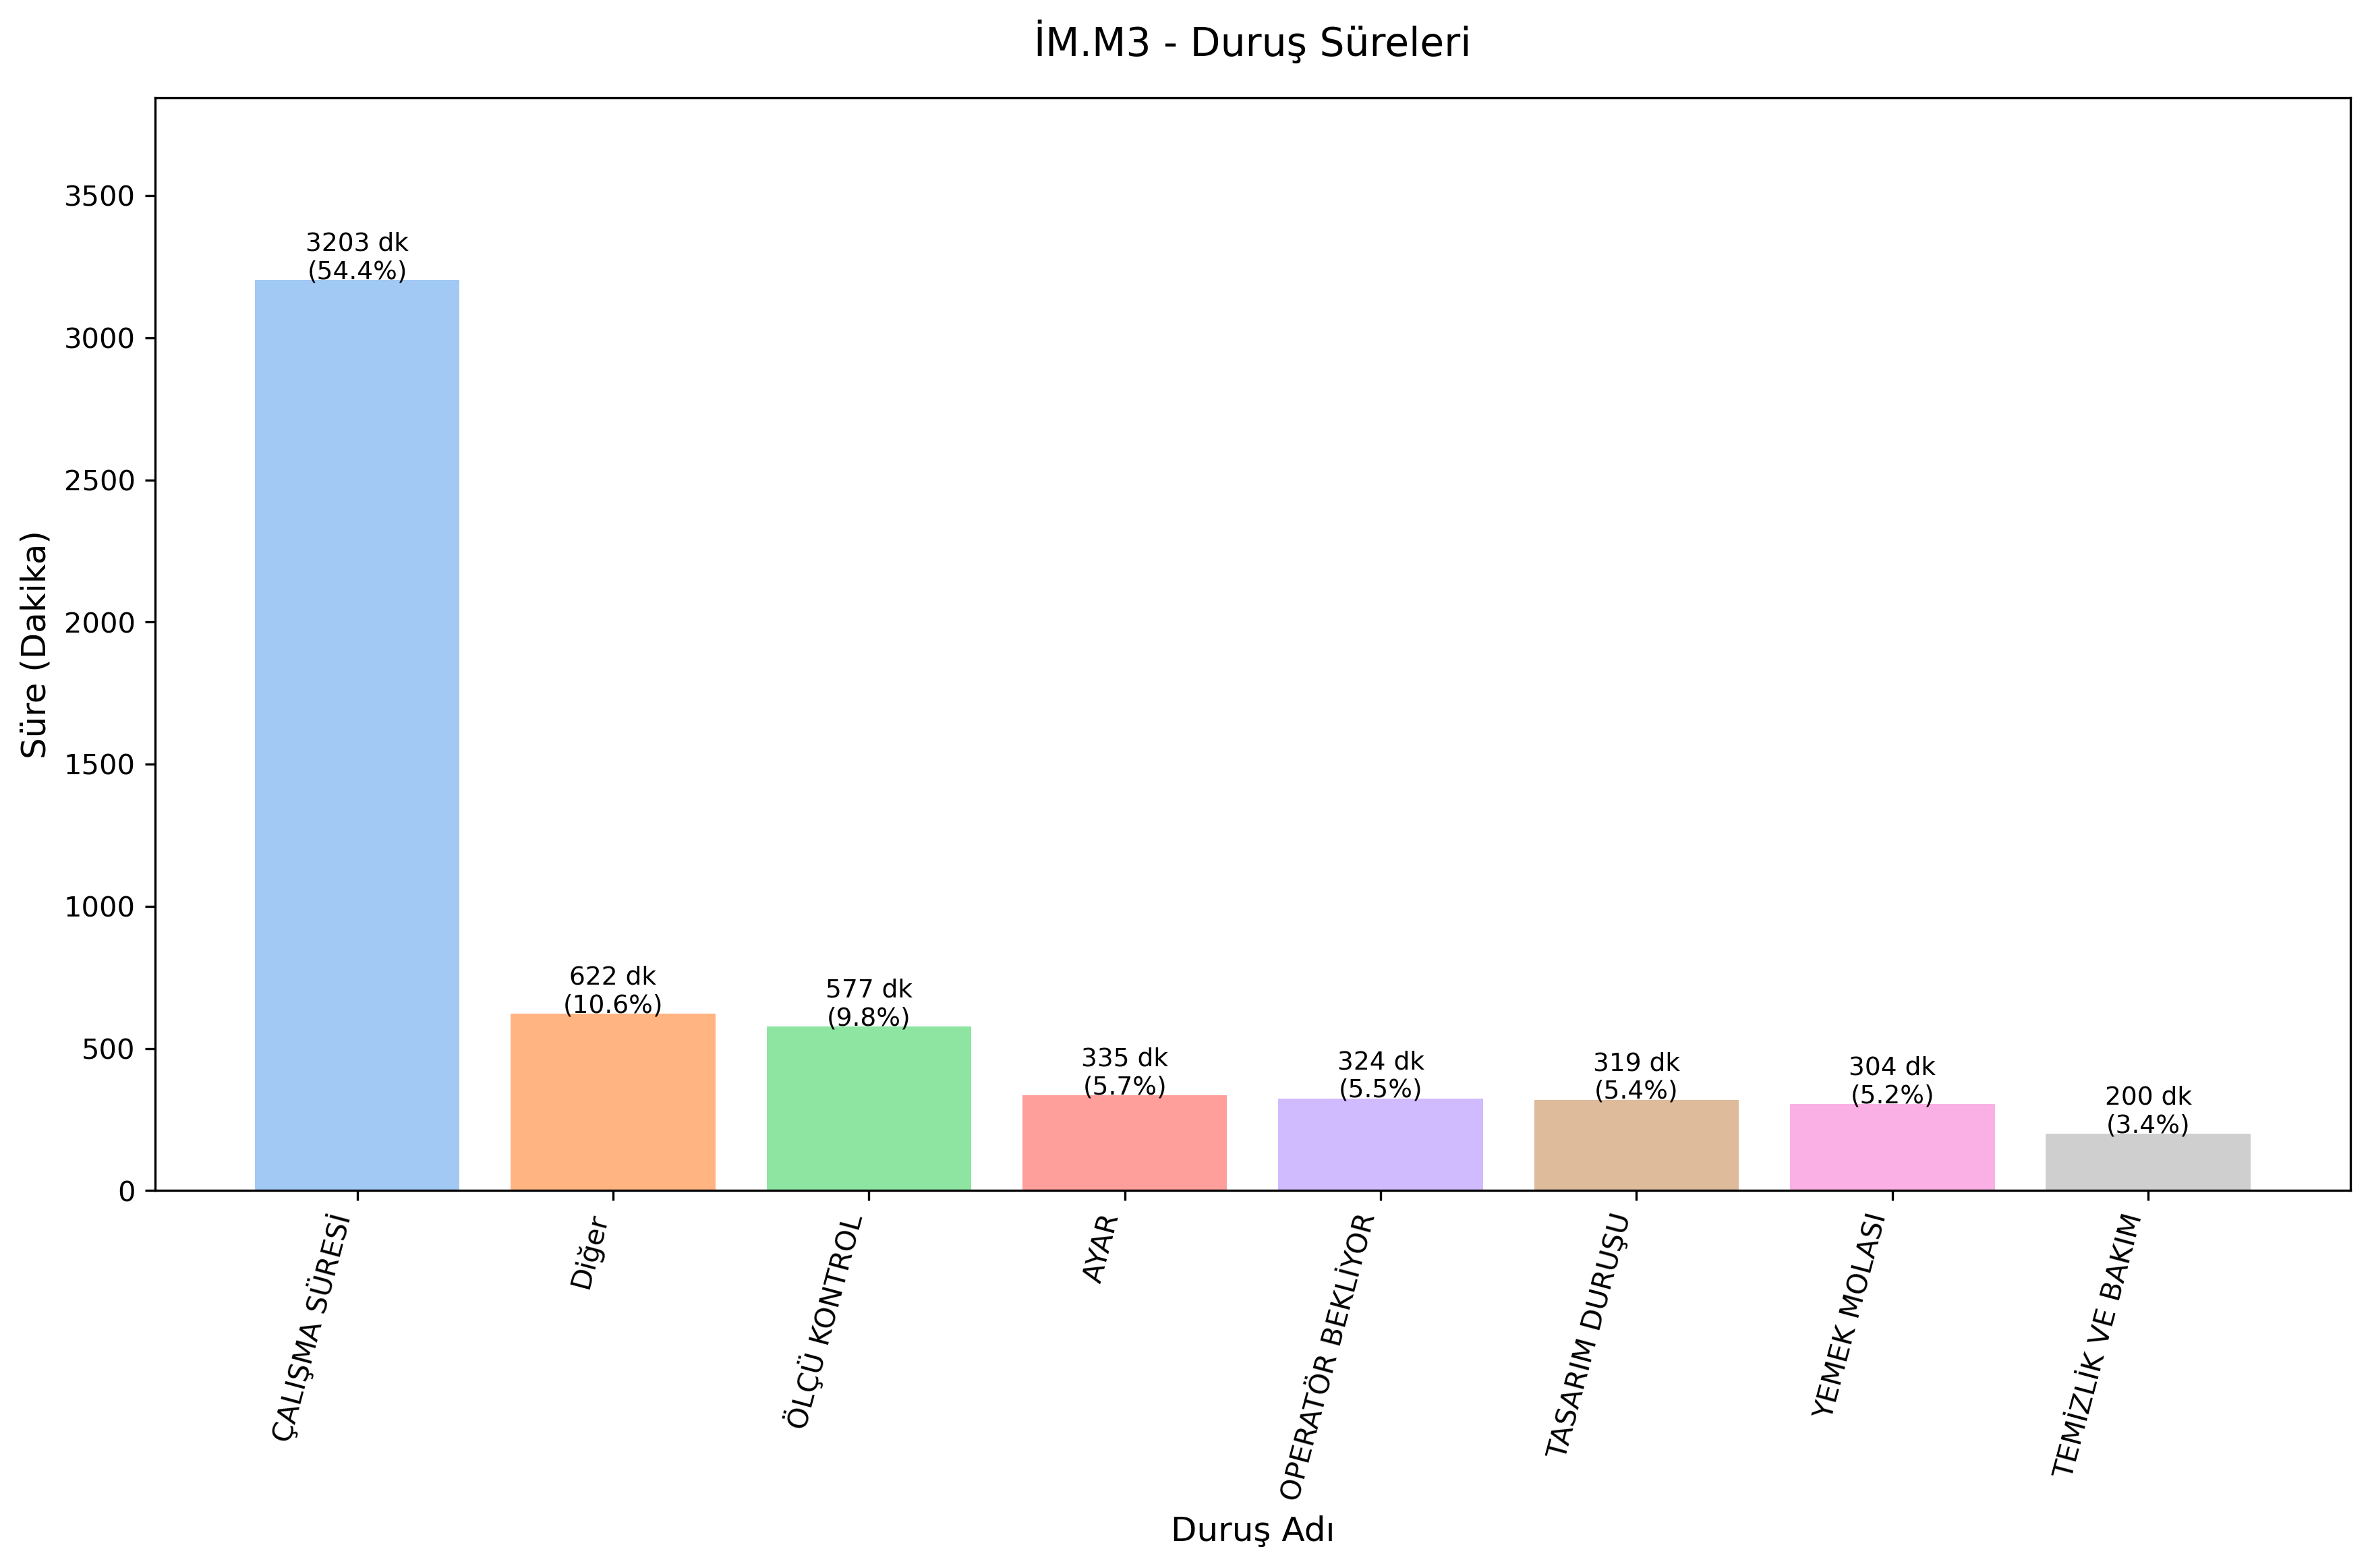 İM.M3 - Duruş Süreleri
Süre (Dakika)
3500
3000
2500
2000
1500
1000
500
0
3203 dk
(54.4%)
622 dk
(10.6%)
577 dk
(9.8%)
335 dk
(5.7%)
324 dk
(5.5%)
319 dk
(5.4%)
304 dk
(5.2%)
200 dk
(3.4%)
ÇALIŞMA SÜRESİ
Diğer
ÖLÇÜ KONTROL
AYAR
OPERATÖR BEKLİYOR
TASARIM DURUŞU
YEMEK MOLASI
TEMİZLİK VE BAKIM
Duruş Adı